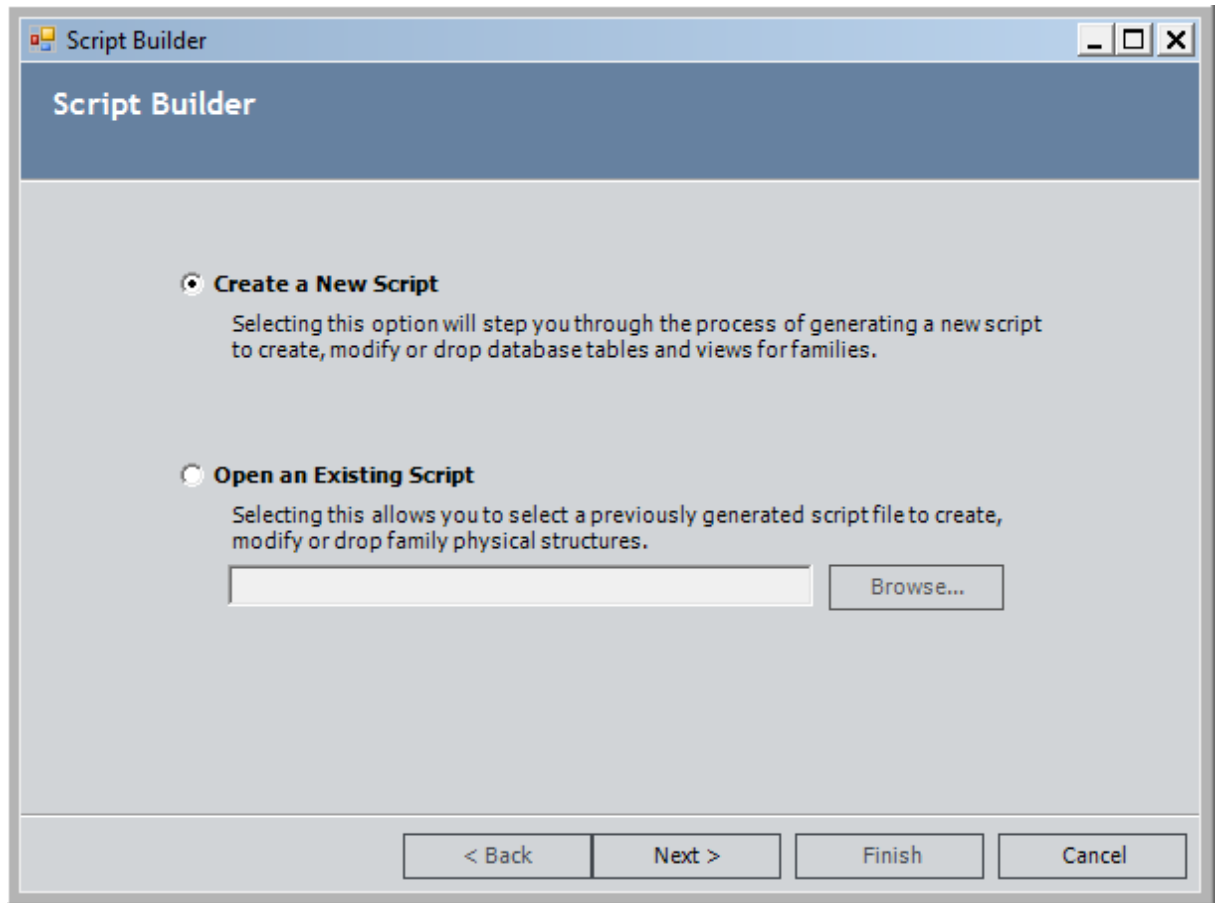 Script Builder
Script Builder
Create a New Script
Selecting this option will step you through the process of generating a new script
to create, modify or drop database tables and views for families.
Open an Existing Script
Selecting this allows you to select a previously generated script file to create,
modify or drop family physical structures.
Browse...
< Back Next > Finish Cancel